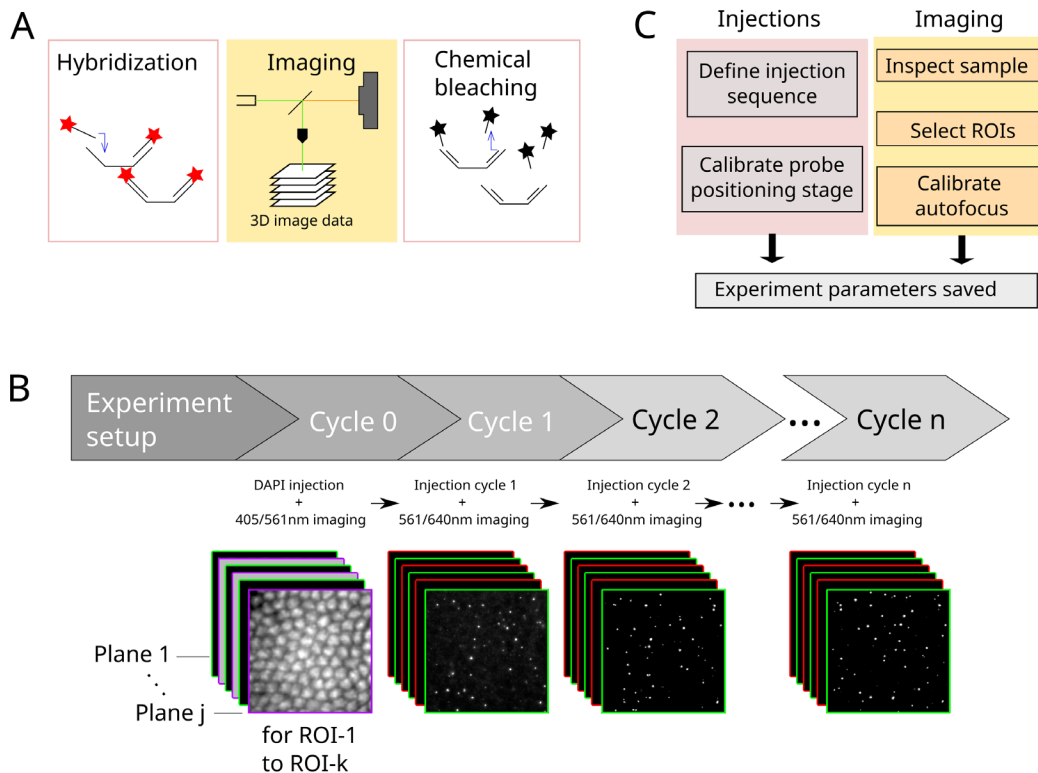 A
Hybridization
Imaging
3D image data
Chemical
bleaching
C
Injections
Imaging
Define injection
sequence
Calibrate probe
positioning stage
Inspect sample
Select ROIs
Calibrate
autofocus
Experiment parameters saved
B
Experiment
setup
Cycle 0
Cycle 1
Cycle 2
...
Cycle n
DAPI injection
+
405/561nm imaging
Injection cycle 1
+
561/640nm imaging
Injection cycle 2
+
561/640nm imaging
...
Injection cycle n
+
561/640nm imaging
Plane 1
Plane j
for ROI-1
to ROI-k